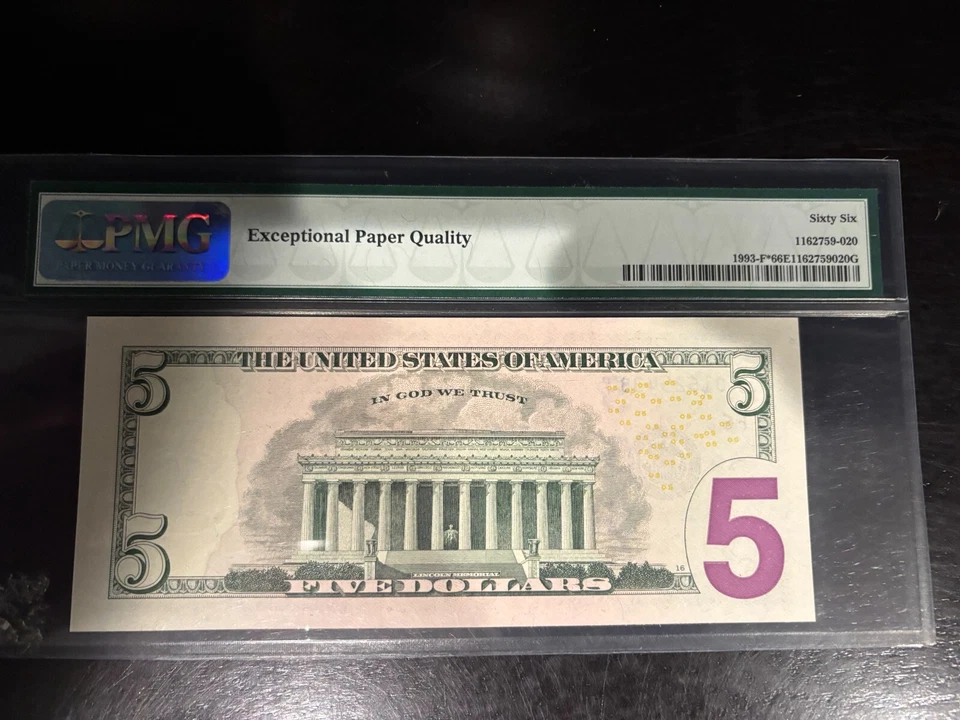 PMG
PAPER MONEY GUARANTY
Exceptional Paper Quality
Sixty Six
1162759-020
1993-F*66E1162759020G
5
THE UNITED STATES OF AMERICA
5
IN GOD WE TRUST
5
LINCOLN MEMORIAL
FIVE DOLLARS
16
5